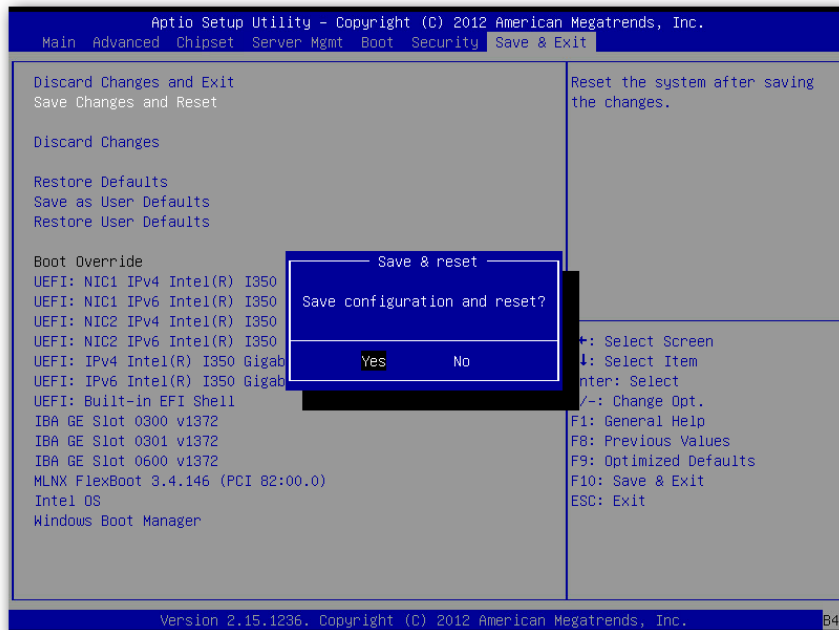 Aptio Setup Utility – Copyright (C) 2012 American Megatrends, Inc.
Main Advanced Chipset Server Mgmt Boot Security Save & Exit
Discard Changes and Exit
Save Changes and Reset
Discard Changes
Restore Defaults
Save as User Defaults
Restore User Defaults
Boot Override
UEFI: NIC1 IPv4 Intel(R) I350
UEFI: NIC1 IPv6 Intel(R) I350
UEFI: NIC2 IPv4 Intel(R) I350
UEFI: NIC2 IPv6 Intel(R) I350
UEFI: IPv4 Intel(R) I350 Gigab
UEFI: IPv6 Intel(R) I350 Gigab
UEFI: Built-in EFI Shell
IBA GE Slot 0300 v1372
IBA GE Slot 0301 v1372
IBA GE Slot 0600 v1372
MLNX FlexBoot 3.4.146 (PCI 82:00.0)
Intel OS
Windows Boot Manager
Save & reset
Save configuration and reset?
Yes No
Reset the system after saving
the changes.
: Select Screen
: Select Item
nter: Select
/-: Change Opt.
F1: General Help
F8: Previous Values
F9: Optimized Defaults
F10: Save & Exit
ESC: Exit
Version 2.15.1236. Copyright (C) 2012 American Megatrends, Inc.